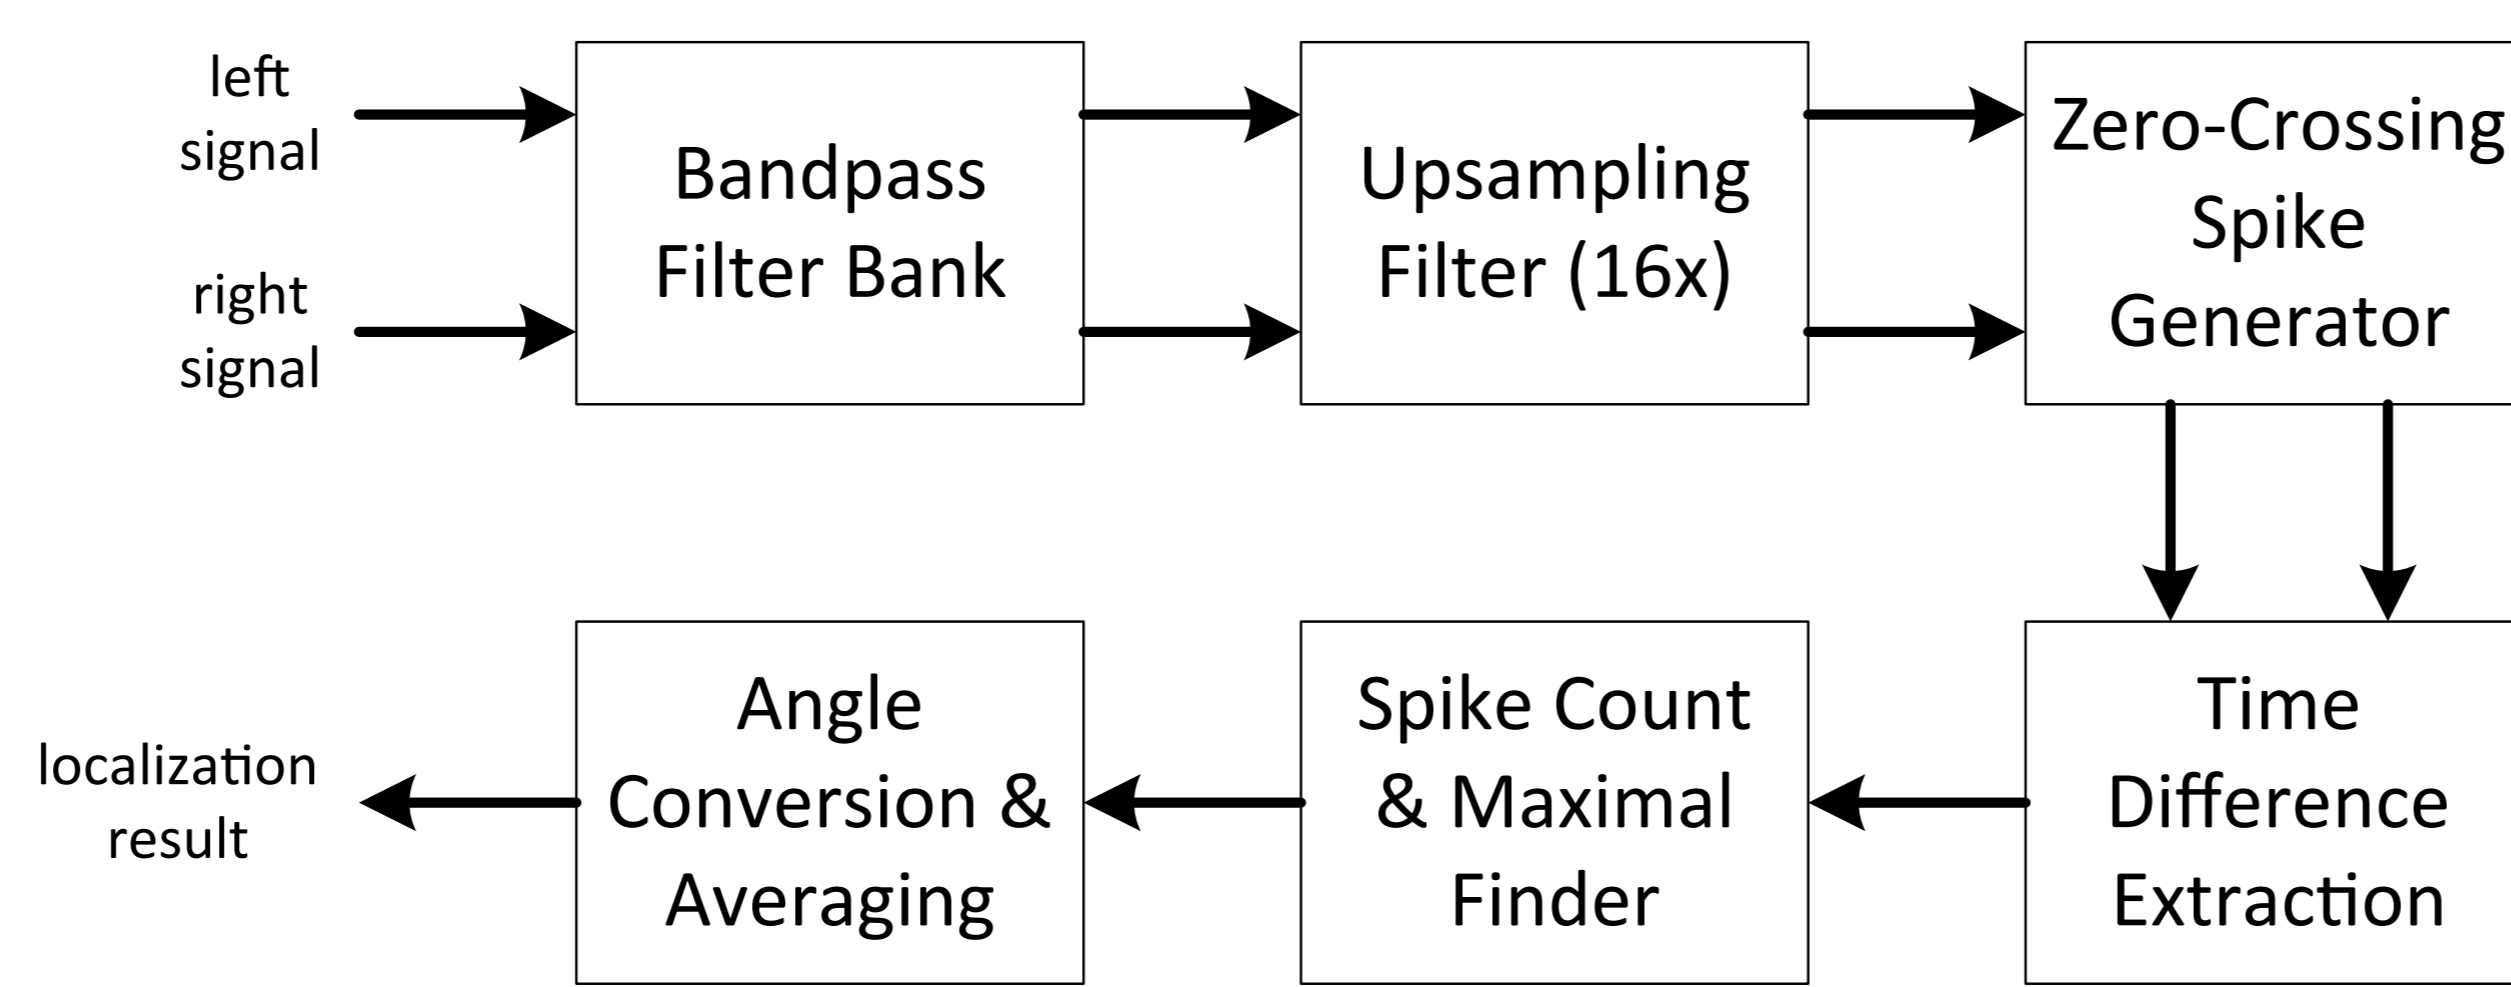 left
signal
right
signal
Bandpass
Filter Bank
Upsampling
Filter (16x)
Zero-Crossing
Spike
Generator
Time
Difference
Extraction
Spike Count
& Maximal
Finder
Angle
Conversion &
Averaging
localization
result